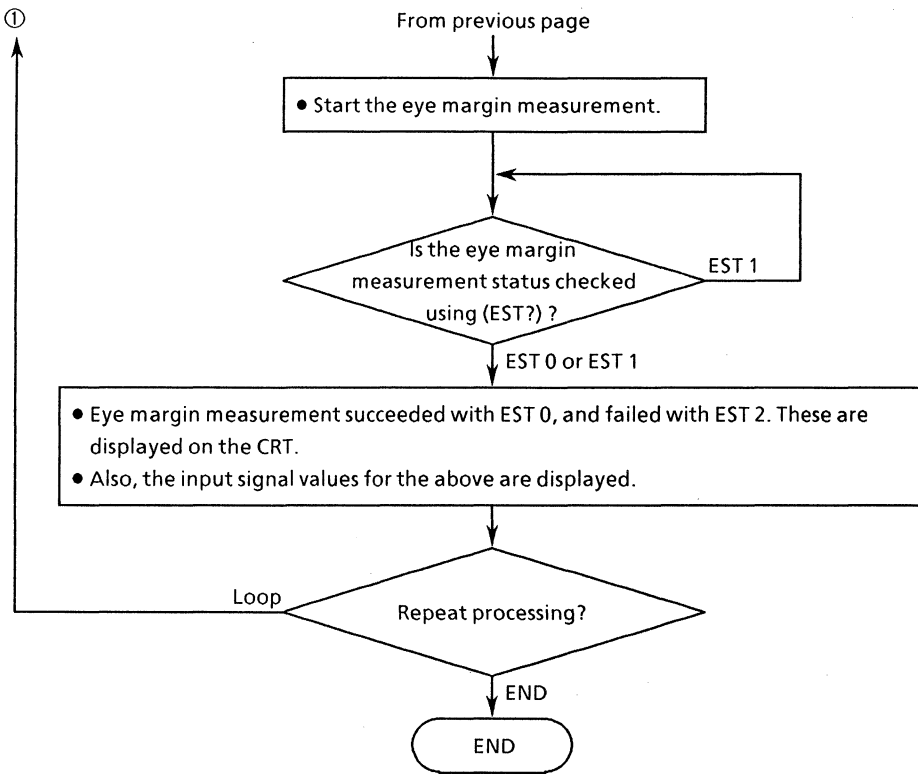 ①
From previous page
● Start the eye margin measurement.
Is the eye margin
measurement status checked
using (EST?) ?
EST 1
EST 0 or EST 1
● Eye margin measurement succeeded with EST 0, and failed with EST 2. These are
displayed on the CRT.
● Also, the input signal values for the above are displayed.
Loop
Repeat processing?
END
END